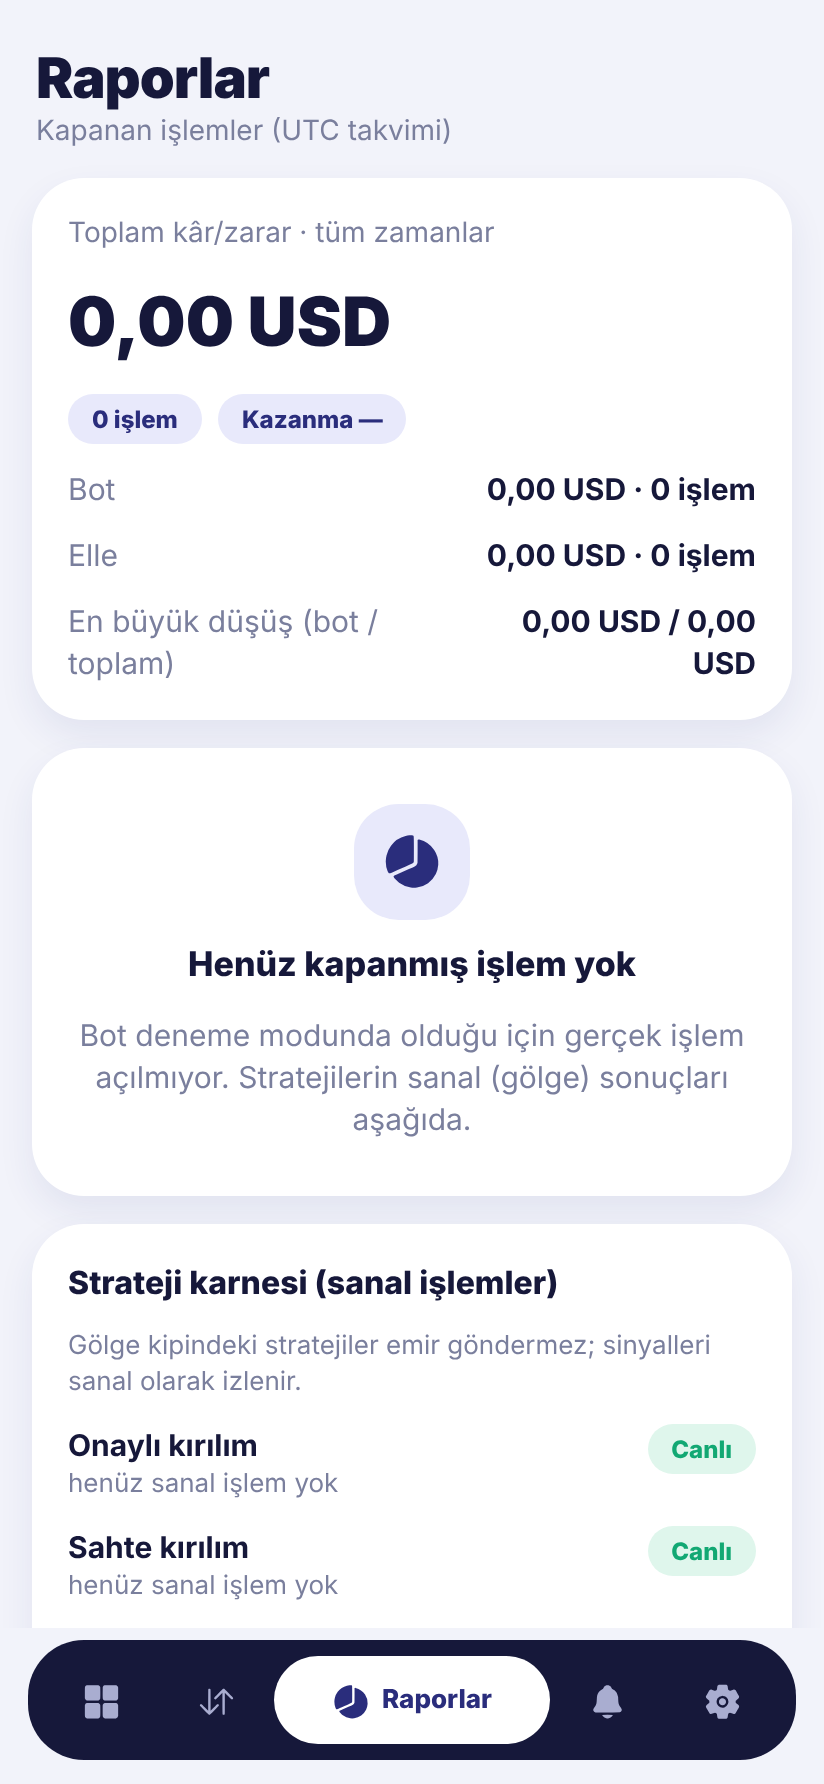 Raporlar
Kapanan işlemler (UTC takvimi)
Toplam kâr/zarar · tüm zamanlar
0,00 USD
0 işlem
Kazanma —
Bot
0,00 USD · 0 işlem
Elle
0,00 USD · 0 işlem
En büyük düşüş (bot /
toplam)
0,00 USD / 0,00
USD
Henüz kapanmış işlem yok
Bot deneme modunda olduğu için gerçek işlem
açılmıyor. Stratejilerin sanal (gölge) sonuçları
aşağıda.
Strateji karnesi (sanal işlemler)
Gölge kipindeki stratejiler emir göndermez; sinyalleri
sanal olarak izlenir.
Onaylı kırılım
Canlı
henüz sanal işlem yok
Sahte kırılım
Canlı
henüz sanal işlem yok
Raporlar